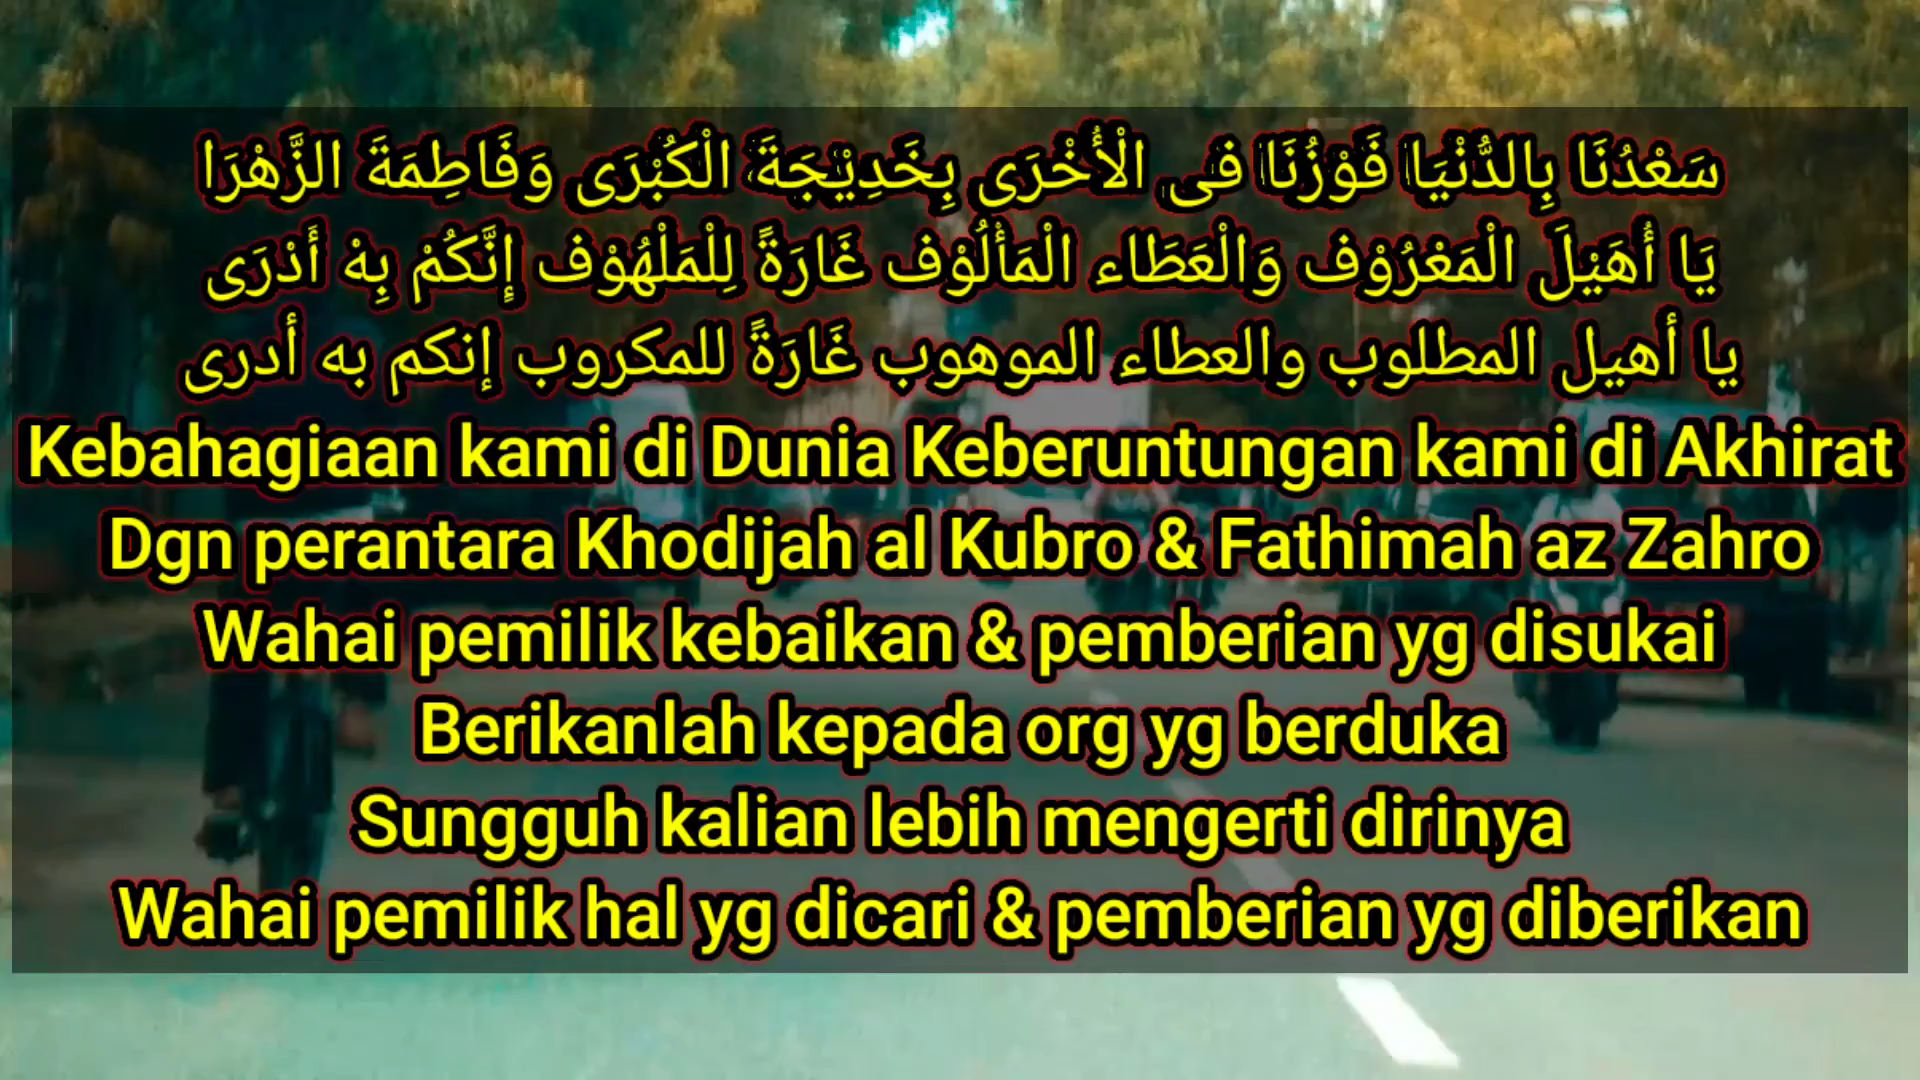 سَعْدُنَا بِالدُّنْيَا فَوْزُنَا فى الْأُخْرَى بِخَدِيْجَةَ الْكُبْرَى وَفَاطِمَةَ الزَّهْرَا
يَا أُهَيْلَ الْمَعْرُوْف وَالْعَطَاء الْمَأْلُوْف غَارَةً لِلْمَلْهُوْف إِنَّكُمْ بِهْ أَدْرَى
يا أهيل المطلوب والعطاء الموهوب غَارَةً للمكروب إنكم به أدرى
Kebahagiaan kami di Dunia Keberuntungan kami di Akhirat
Dgn perantara Khodijah al Kubro & Fathimah az Zahro
Wahai pemilik kebaikan & pemberian yg disukai
Berikanlah kepada org yg berduka
Sungguh kalian lebih mengerti dirinya
Wahai pemilik hal yg dicari & pemberian yg diberikan